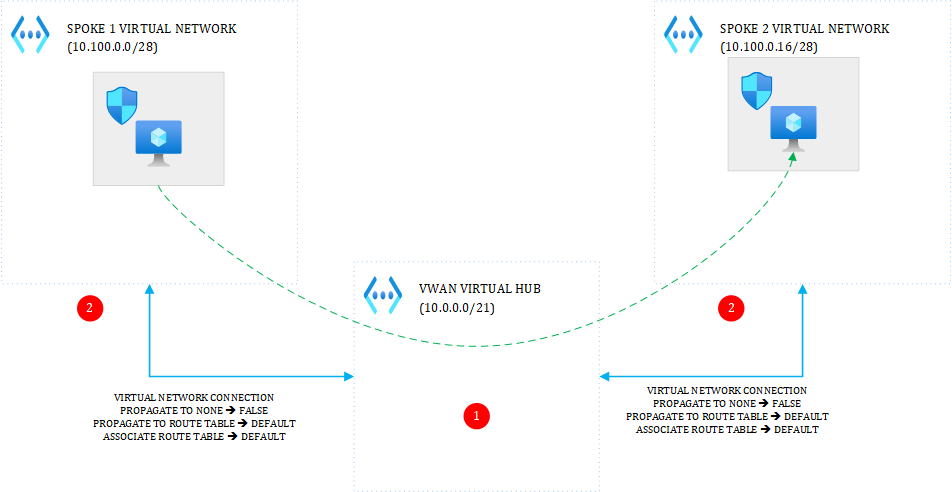 SPOKE 1 VIRTUAL NETWORK
(10.100.0.0/28)
SPOKE 2 VIRTUAL NETWORK
(10.100.0.16/28)
VWAN VIRTUAL HUB
(10.0.0.0/21)
2
2
VIRTUAL NETWORK CONNECTION
PROPAGATE TO NONE → FALSE
PROPAGATE TO ROUTE TABLE → DEFAULT
ASSOCIATE ROUTE TABLE → DEFAULT
1
VIRTUAL NETWORK CONNECTION
PROPAGATE TO NONE → FALSE
PROPAGATE TO ROUTE TABLE → DEFAULT
ASSOCIATE ROUTE TABLE → DEFAULT